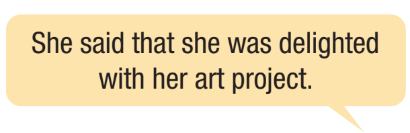 She said that she was delighted
with her art project.